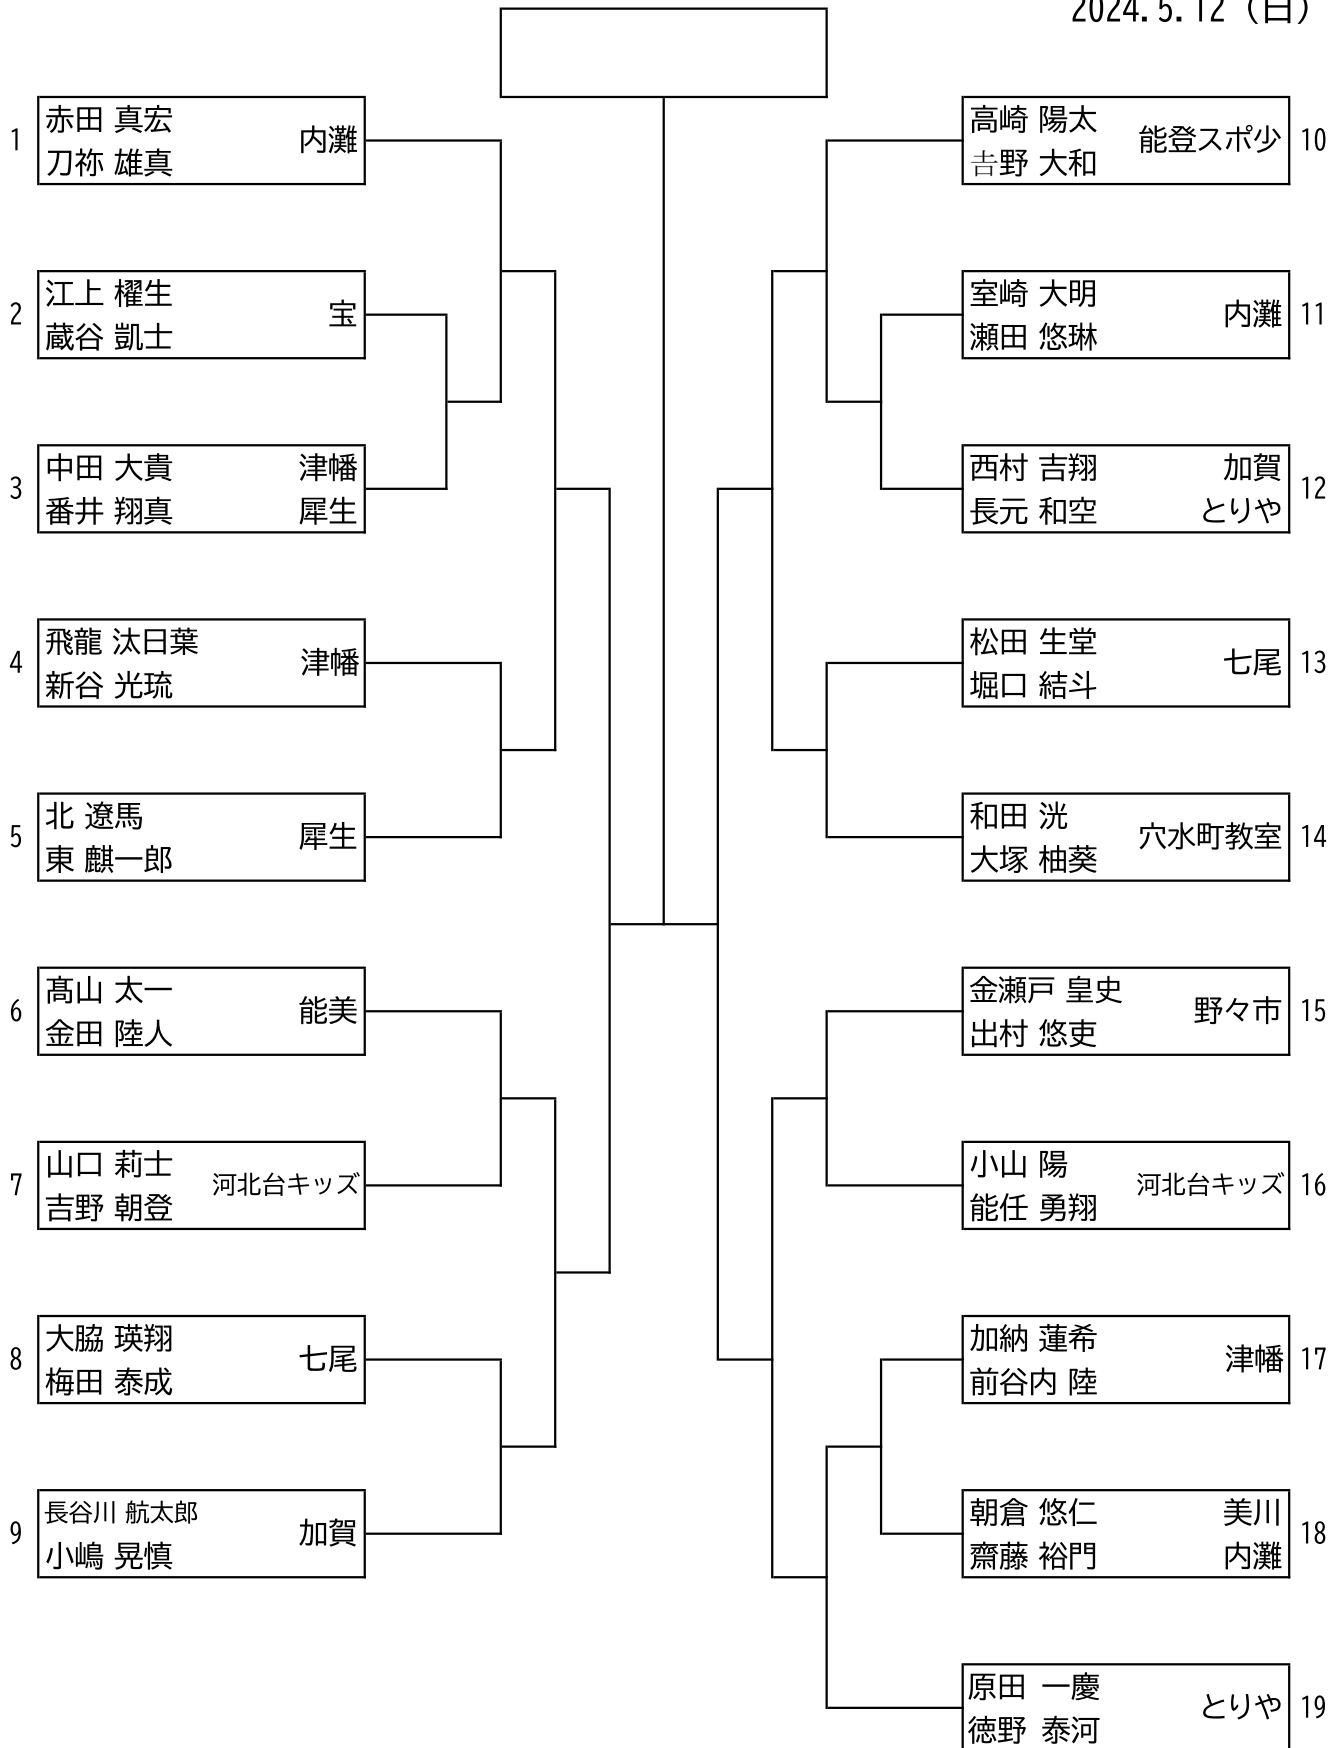 2024.5.12（日）
1
赤田 真宏
刀祢 雄真
内灘
2
江上 櫂生
蔵谷 凱士
宝
3
中田 大貴 津幡
番井 翔真 犀生
4
飛龍 汰日葉
新谷 光琉
津幡
5
北 遼馬
東 麒一郎
犀生
6
髙山 太一
金田 陸人
能美
7
山口 莉士
吉野 朝登
河北台キッズ
8
大脇 瑛翔
梅田 泰成
七尾
9
長谷川 航太郎
小嶋 晃慎
加賀
高崎 陽太
𠮷野 大和
能登スポ少
10
室崎 大明
瀬田 悠琳
内灘
11
西村 吉翔 加賀
長元 和空 とりや
12
松田 生堂
堀口 結斗
七尾
13
和田 洸
大塚 柚葵
穴水町教室
14
金瀬戸 皇史
出村 悠吏
野々市
15
小山 陽
能任 勇翔
河北台キッズ
16
加納 蓮希
前谷内 陸
津幡
17
朝倉 悠仁 美川
齋藤 裕門 内灘
18
原田 一慶
徳野 泰河
とりや
19